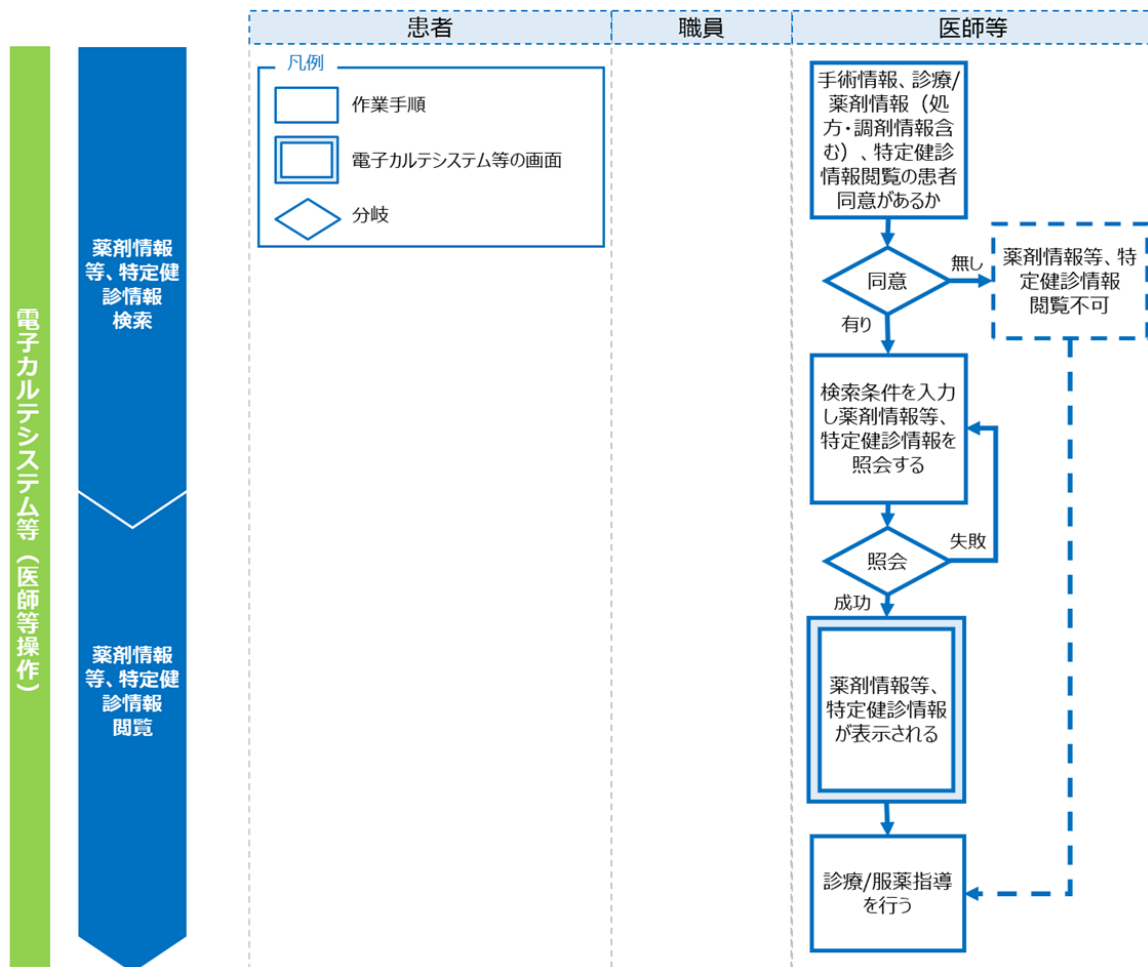 患者
職員
医師等
凡例
作業手順
電子カルテシステム等の画面
分岐
電子カルテシステム等（医師等操作）
薬剤情報
等、特定健
診情報
検索
薬剤情報
等、特定健
診情報
閲覧
手術情報、診療/
薬剤情報（処
方・調剤情報含
む）、特定健診
情報閲覧の患者
同意があるか
同意
無し
薬剤情報等、特
定健診情報
閲覧不可
有り
検索条件を入力
し薬剤情報等、
特定健診情報を
照会する
照会
失敗
成功
薬剤情報等、
特定健診情報
が表示される
診療/服薬指導
を行う